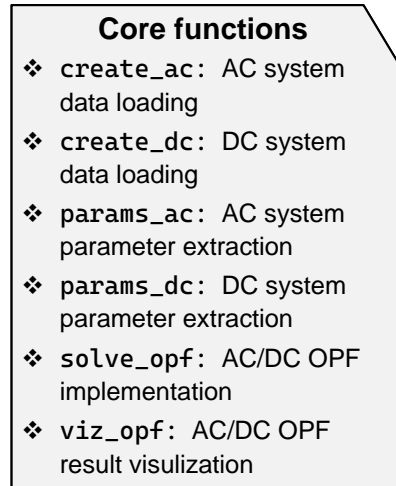 Core functions
❖ create_ac: AC system
data loading
❖ create_dc: DC system
data loading
❖ params_ac: AC system
parameter extraction
❖ params_dc: DC system
parameter extraction
❖ solve_opf: AC/DC OPF
implementation
❖ viz_opf: AC/DC OPF
result visulization